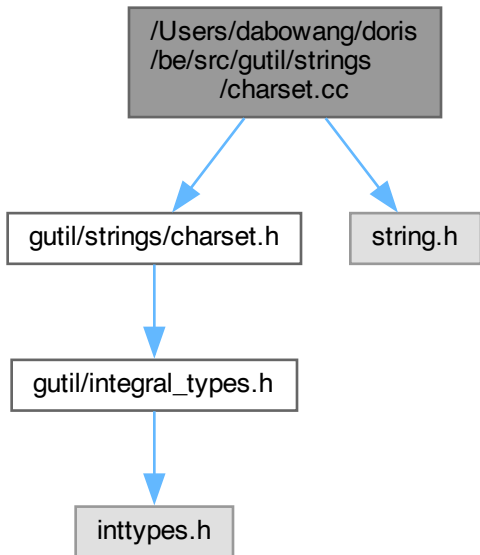 /Users/dabowang/doris
/be/src/gutil/strings
/charset.cc
gutil/strings/charset.h
string.h
gutil/integral_types.h
inttypes.h